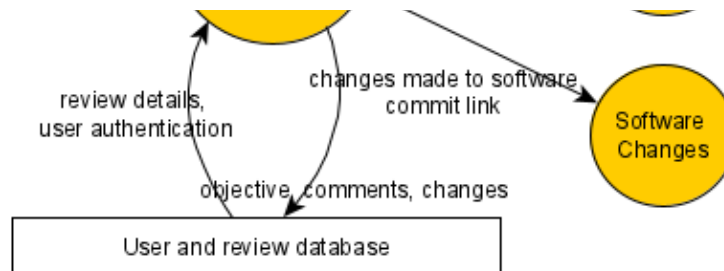 changes made to software
commit link
review details,
user authentication
Software
Changes
objective, comments, changes
User and review database